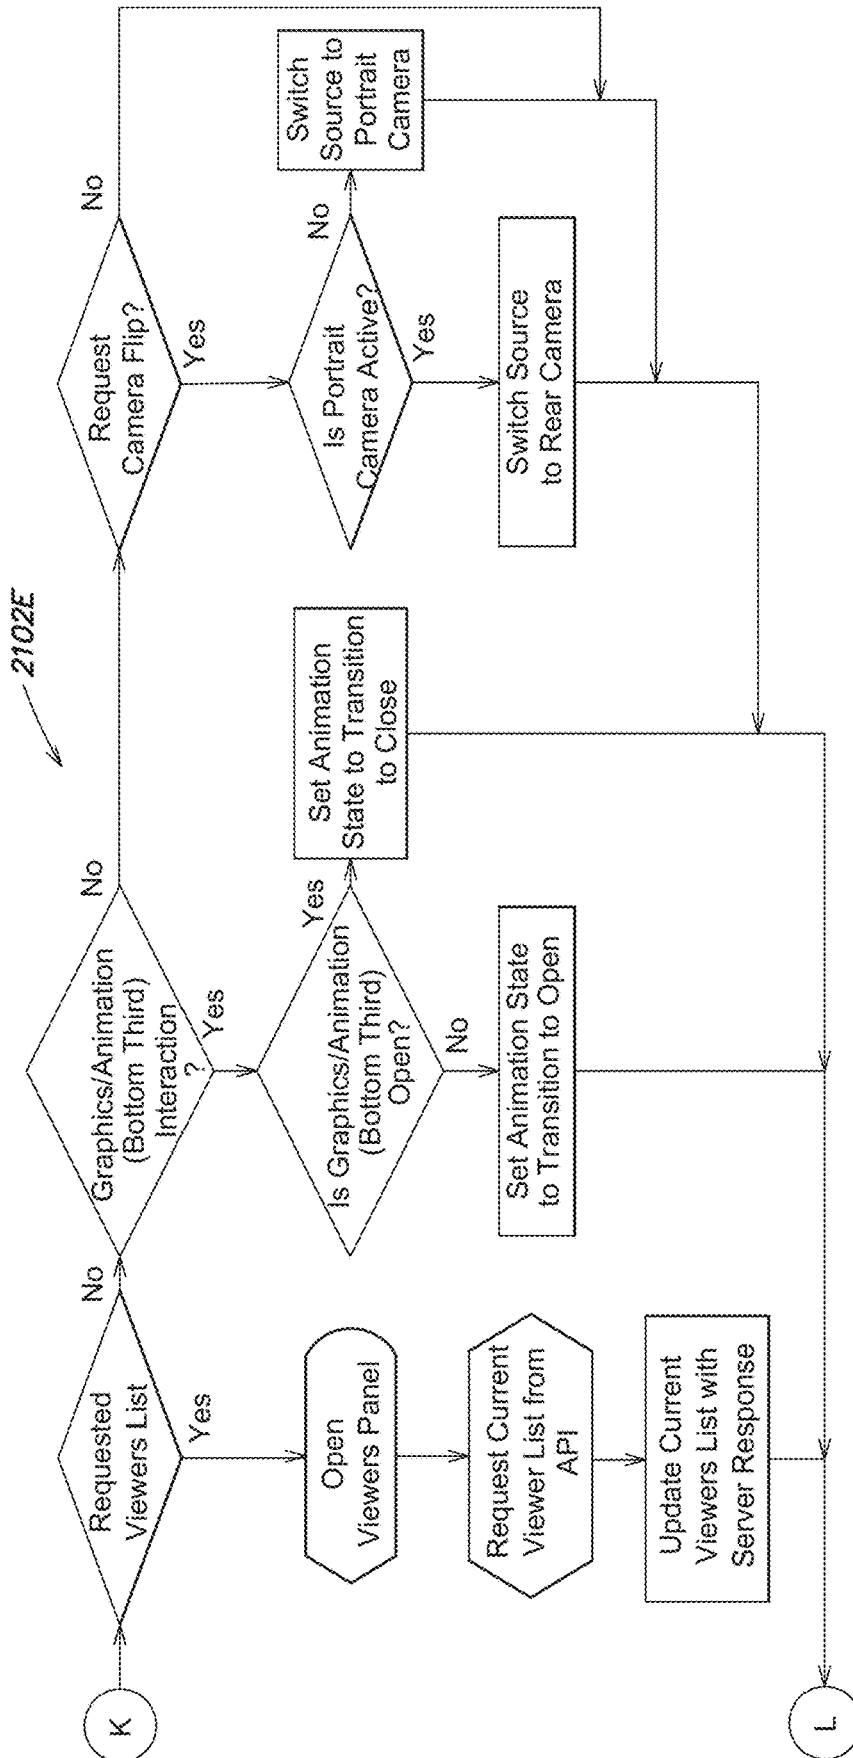 2102E
K
Requested
Viewers List
No
Yes
Open
Viewers Panel
Request Current
Viewer List from
API
Update Current
Viewers List with
Server Response
Graphics/Animation
(Bottom Third)
Interaction
?
No
Yes
Is Graphics/Animation
(Bottom Third)
Open?
Yes
No
Set Animation
State to Transition
to Close
Set Animation State
to Transition to Open
Request
Camera Flip?
No
Yes
Is Portrait
Camera Active?
No
Yes
Switch
Source to
Portrait
Camera
Switch Source
to Rear Camera
L